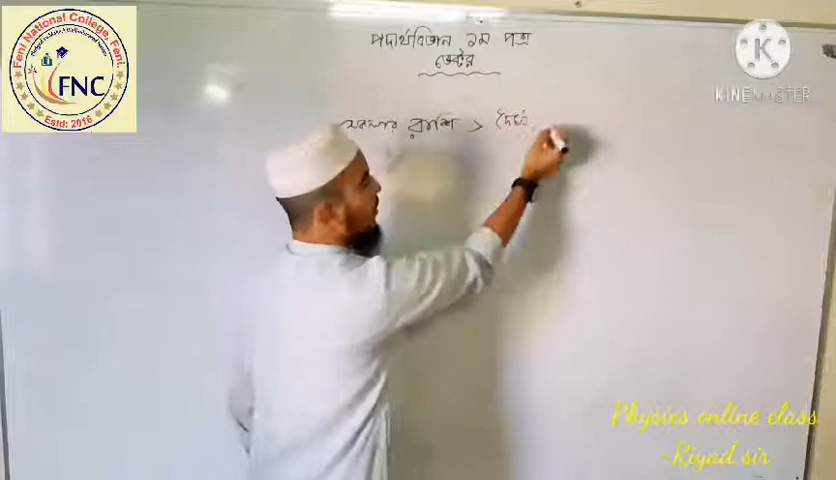 Feni National College, Feni.
FNC
Estd: 2016
পদার্থবিজ্ঞান ১ম পত্র
ভেক্টর
স্কেলার রাশি > দৈর্ঘ্য,
KINEMASTER
Physics online class
~Riyad sir